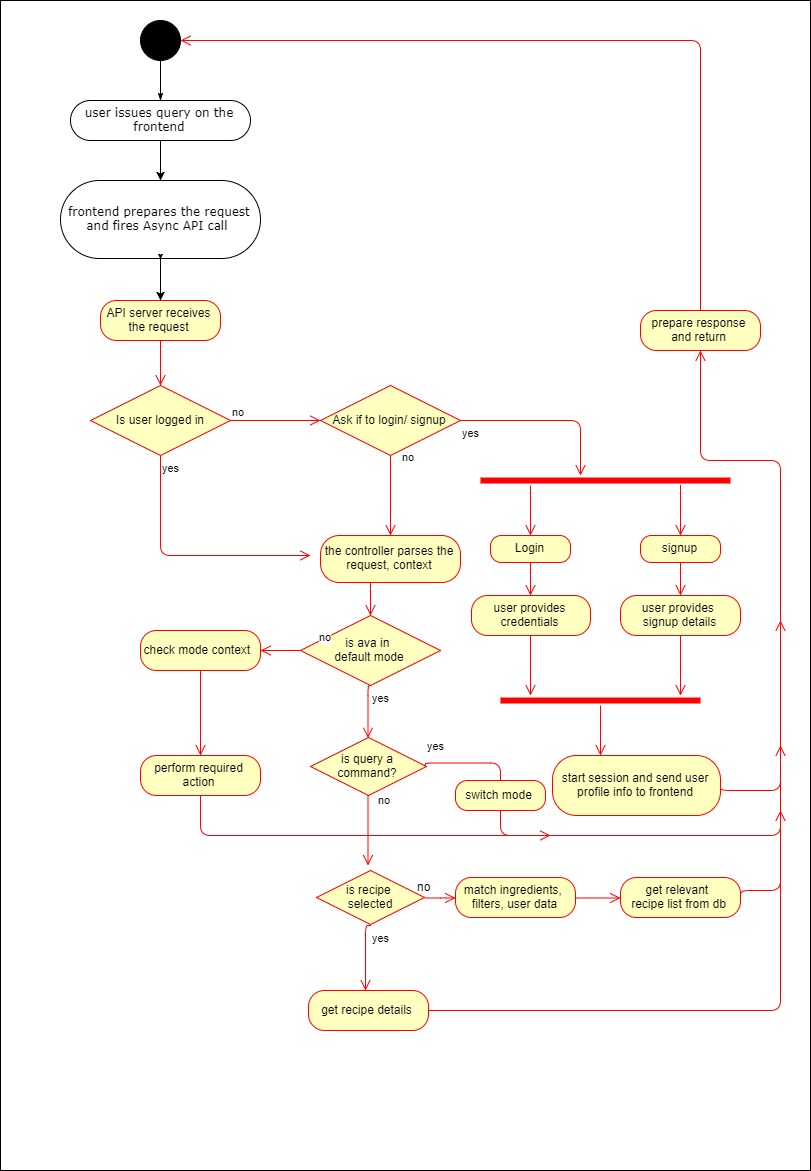 user issues query on the
frontend
frontend prepares the request
and fires Async API call
API server receives
the request
prepare response
and return
Is user logged in
no
Ask if to login/ signup
yes
no
yes
the controller parses the
request, context
Login
signup
user provides
credentials
user provides
signup details
no
is ava in
default mode
check mode context
yes
yes
is query a
command?
no
perform required
action
switch mode
start session and send user
profile info to frontend
is recipe
selected
no
match ingredients,
filters, user data
get relevant
recipe list from db
yes
get recipe details